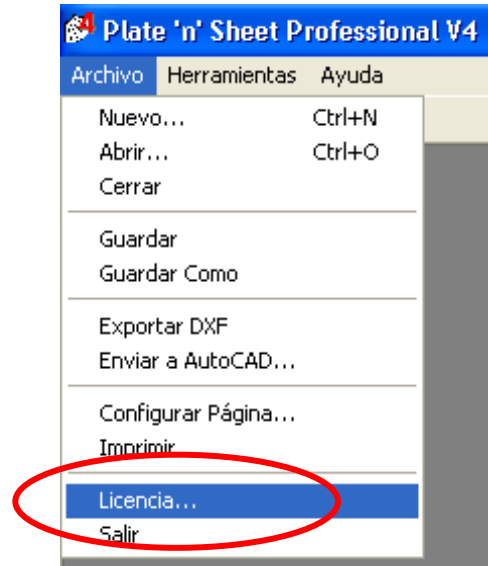 Plate 'n' Sheet Professional V4
Archivo Herramientas Ayuda
Nuevo... Ctrl+N
Abrir... Ctrl+O
Cerrar
Guardar
Guardar Como
Exportar DXF
Enviar a AutoCAD...
Configurar Página...
Imprimir
Licencia...
Salir